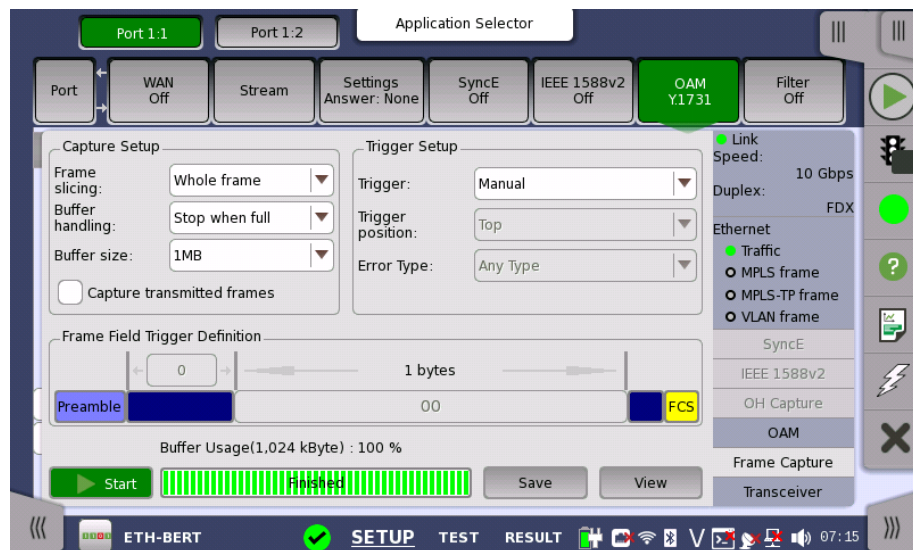 Application Selector
Port 1:1
Port 1:2
Port
WAN
Off
Stream
Settings
Answer: None
SyncE
Off
IEEE 1588v2
Off
OAM
Y.1731
Filter
Off
Capture Setup
Frame
slicing:
Whole frame
Buffer
handling:
Stop when full
Buffer size:
1MB
Capture transmitted frames
Trigger Setup
Trigger:
Manual
Trigger
position:
Top
Error Type:
Any Type
Frame Field Trigger Definition
0
1 bytes
Preamble
00
FCS
Buffer Usage(1,024 kByte) : 100 %
Start
Finished
Save
View
Link
Speed:
10 Gbps
Duplex:
FDX
Ethernet
Traffic
MPLS frame
MPLS-TP frame
VLAN frame
SyncE
IEEE 1588v2
OH Capture
OAM
Frame Capture
Transceiver
ETH-BERT
SETUP
TEST
RESULT
V
07:15